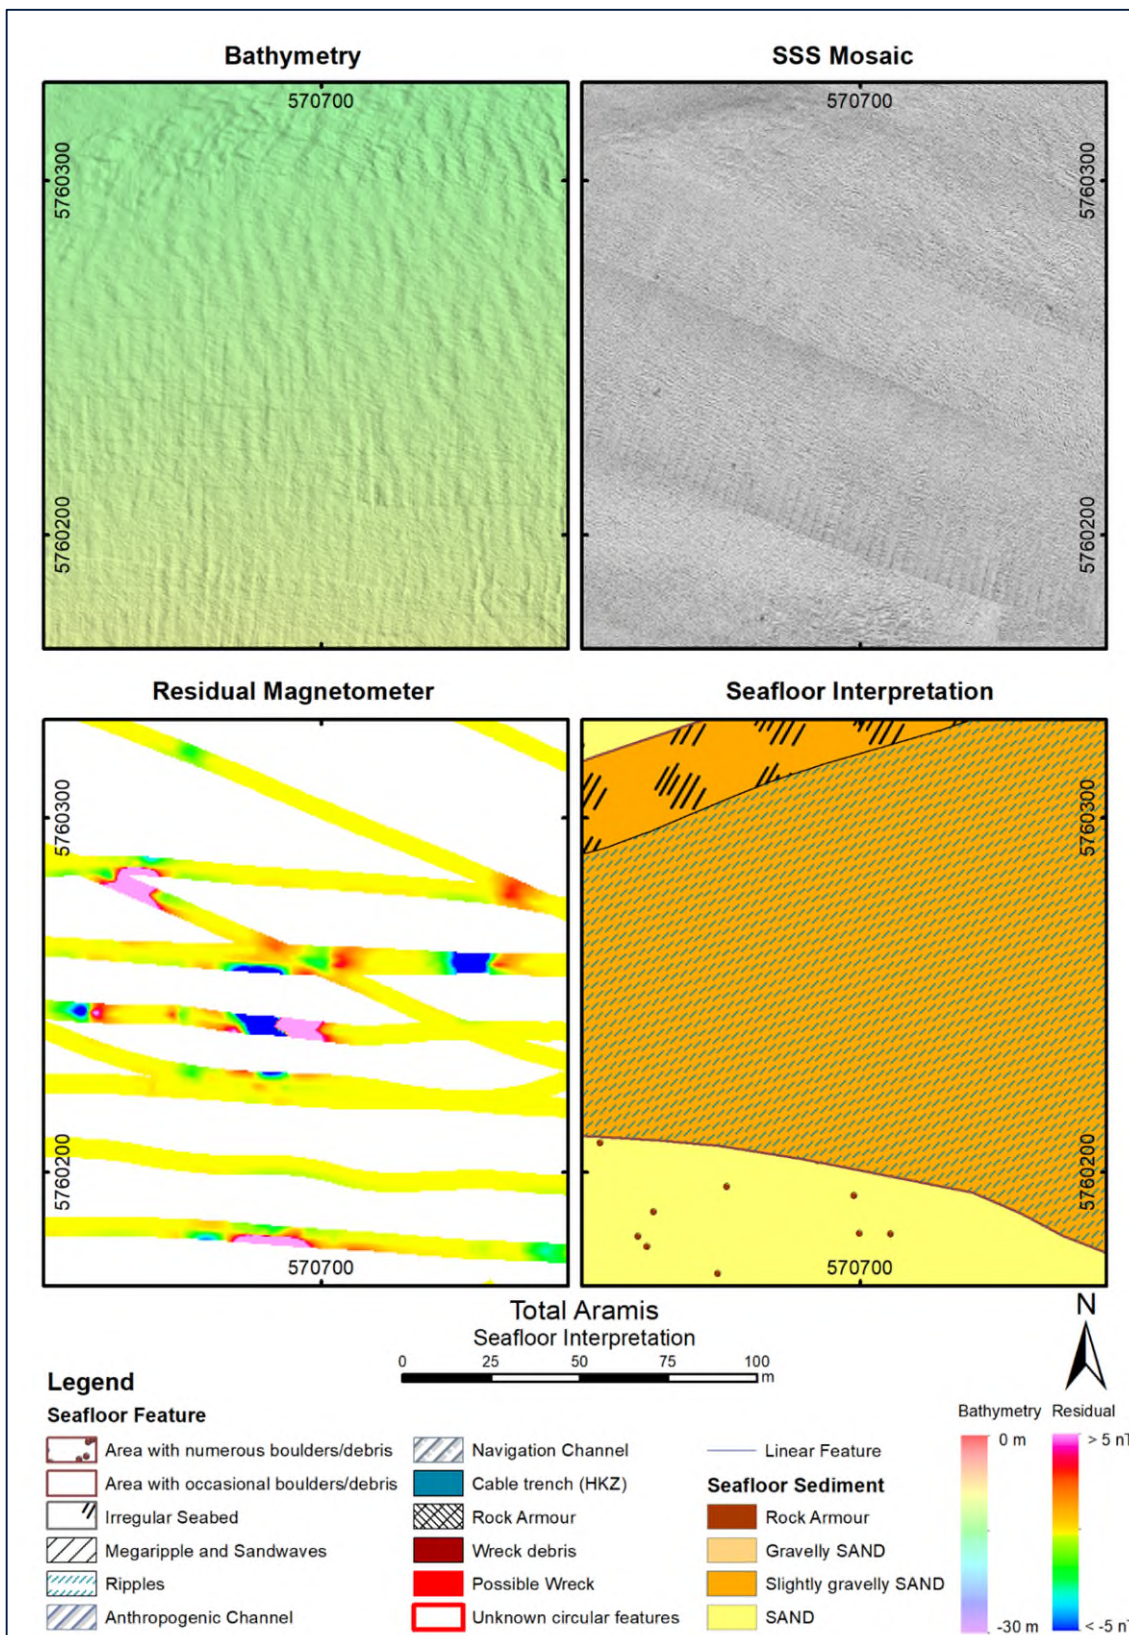 Bathymetry
SSS Mosaic
570700
570700
5760300
5760300
5760200
5760200
Residual Magnetometer
Seafloor Interpretation
5760300
5760300
5760200
5760200
570700
570700
Total Aramis
Seafloor Interpretation
0 25 50 75 100
m
N
Legend
Seafloor Feature
Area with numerous boulders/debris
Area with occasional boulders/debris
Irregular Seabed
Megaripple and Sandwaves
Ripples
Anthropogenic Channel
Navigation Channel
Cable trench (HKZ)
Rock Armour
Wreck debris
Possible Wreck
Unknown circular features
Linear Feature
Seafloor Sediment
Rock Armour
Gravelly SAND
Slightly gravelly SAND
SAND
Bathymetry
0 m
-30 m
Residual
> 5 nT
< -5 nT